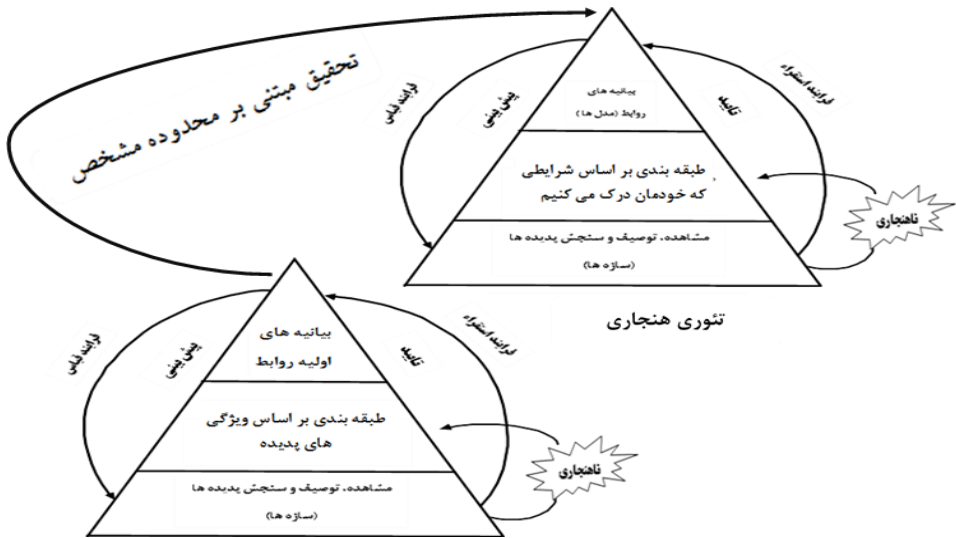 تحقیق مبتنی بر محدوده مشخص
فرایند قیاس
پیش بینی
بیانیه های
روابط (مدل ها)
تایید
فرایند استقراء
طبقه بندی بر اساس شرایطی
که خودمان درک می کنیم
ناهنجاری
مشاهده، توصیف و سنجش پدیده ها
(سازه ها)
تئوری هنجاری
فرایند قیاس
پیش بینی
بیانیه های
اولیه روابط
تایید
فرایند استقراء
طبقه بندی بر اساس ویژگی
های پدیده
ناهنجاری
مشاهده، توصیف و سنجش پدیده ها
(سازه ها)